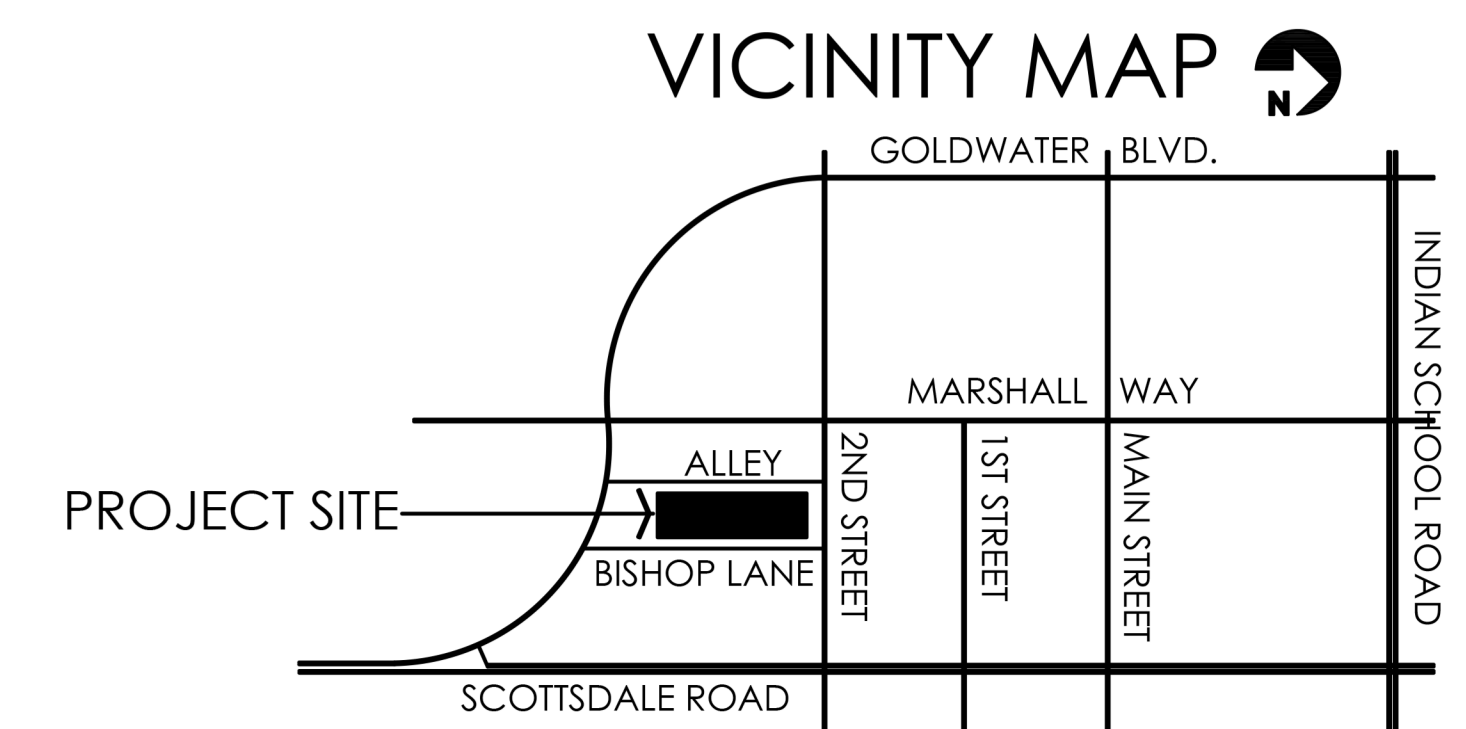 VICINITY MAP
N
GOLDWATER BLVD.
INDIAN SCHOOL ROAD
MARSHALL WAY
2ND STREET
1ST STREET
MAIN STREET
ALLEY
PROJECT SITE
BISHOP LANE
SCOTTSDALE ROAD